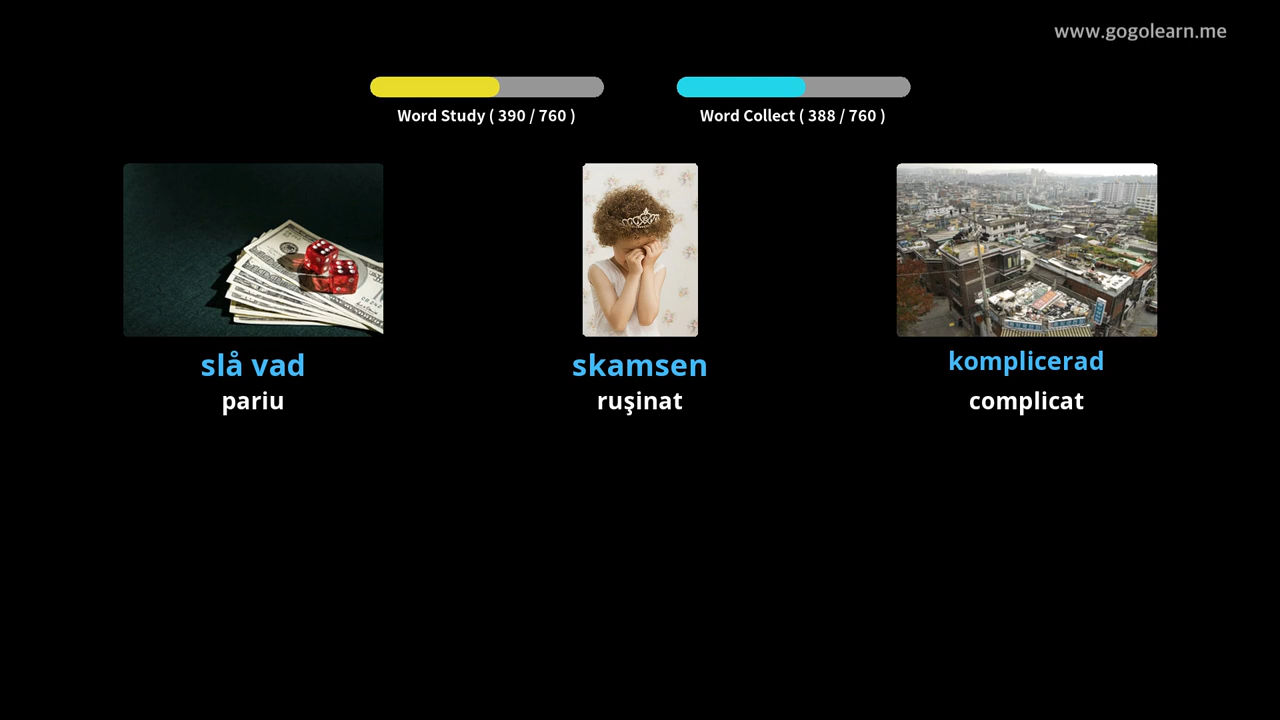 www.gogolearn.me
Word Study ( 390 / 760 )
Word Collect ( 388 / 760 )
slå vad
skamsen
komplicerad
pariu
ruşinat
complicat